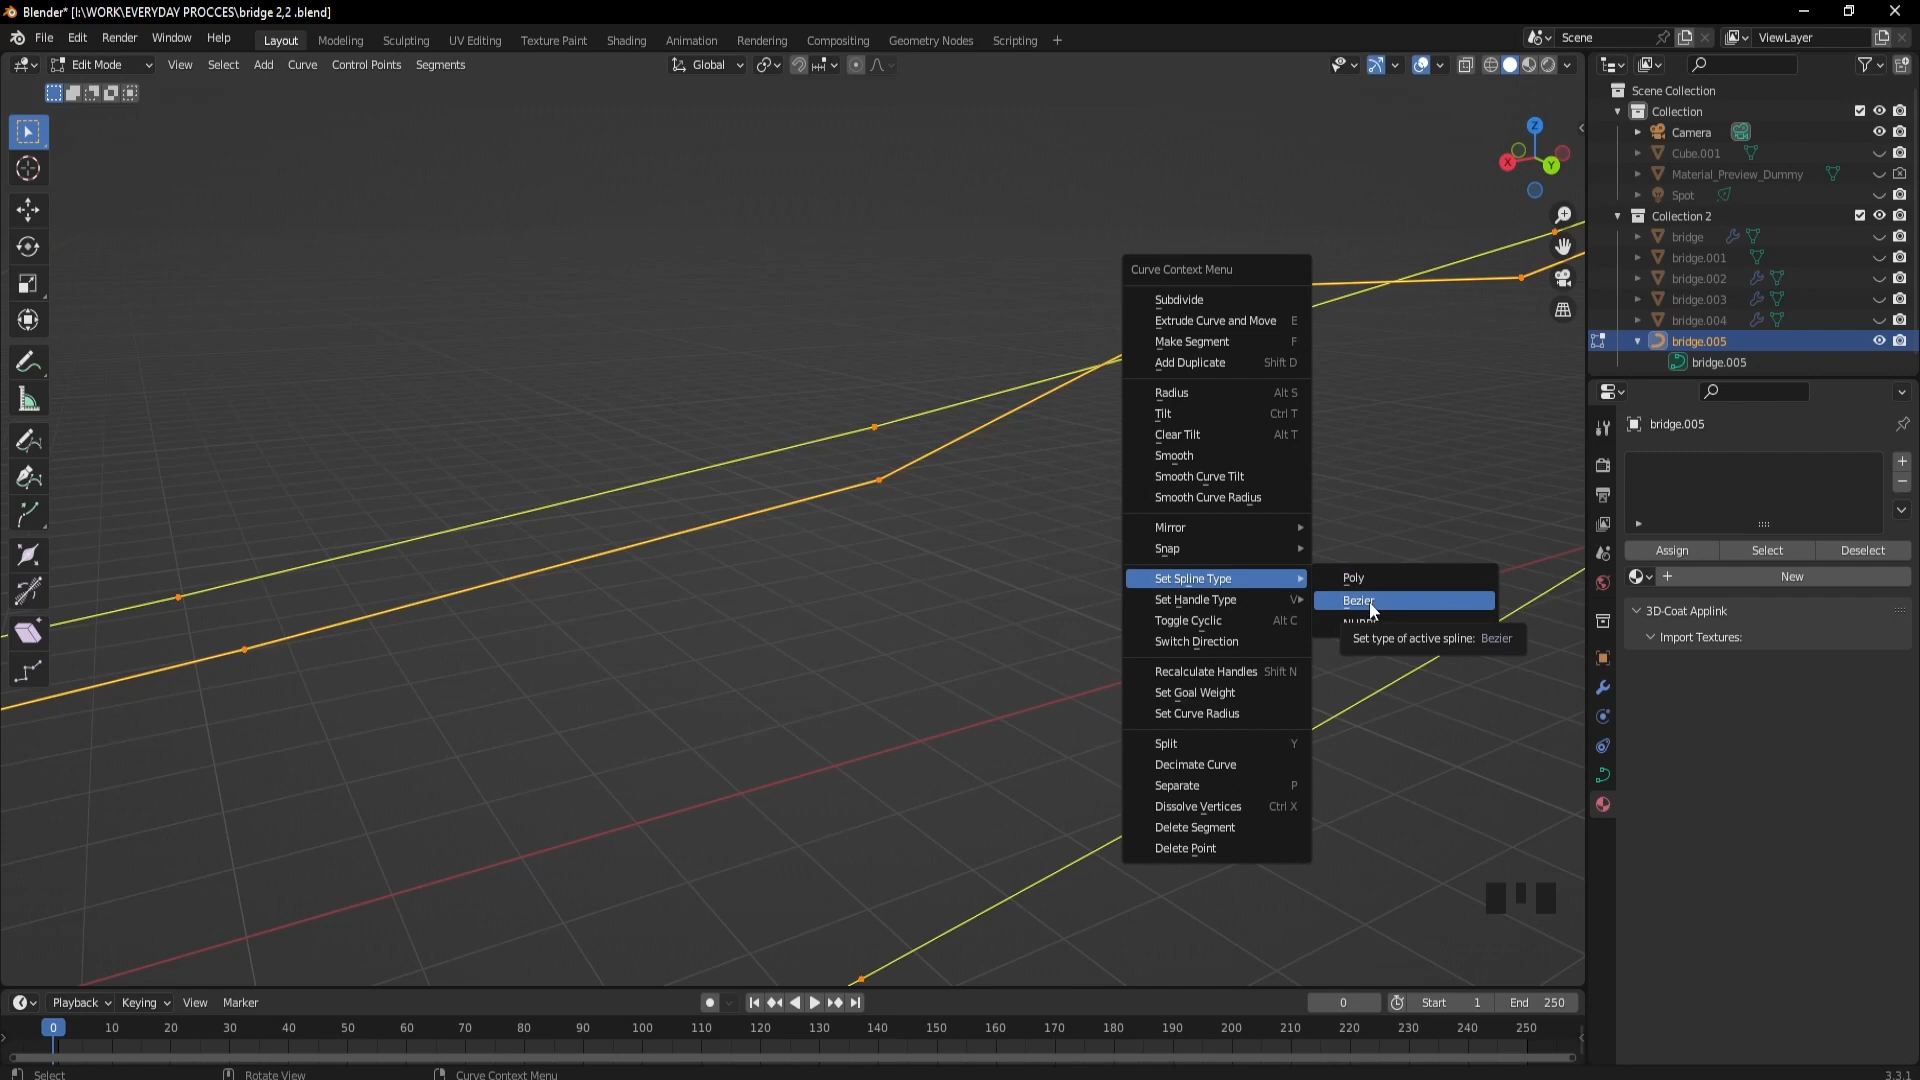 Blender* [I:\WORK\EVERYDAY PROCCES\bridge 2,2 .blend]
File Edit Render Window Help Layout Modeling Sculpting UV Editing Texture Paint Shading Animation Rendering Compositing Geometry Nodes Scripting + Scene ViewLayer
Edit Mode View Select Add Curve Control Points Segments Global
Scene Collection
Collection
Camera
Cube.001
Material_Preview_Dummy
Spot
Collection 2
bridge
bridge.001
bridge.002
bridge.003
bridge.004
bridge.005
bridge.005
Z
X
Y
Curve Context Menu
Subdivide
Extrude Curve and Move E
Make Segment F
Add Duplicate Shift D
Radius Alt S
Tilt Ctrl T
Clear Tilt Alt T
Smooth
Smooth Curve Tilt
Smooth Curve Radius
Mirror
Snap
Set Spline Type
Set Handle Type V
Toggle Cyclic Alt C
Switch Direction
Recalculate Handles Shift N
Set Goal Weight
Set Curve Radius
Split Y
Decimate Curve
Separate P
Dissolve Vertices Ctrl X
Delete Segment
Delete Point
Poly
Bezier
Set type of active spline: Bezier
bridge.005
Assign Select Deselect
New
3D-Coat Applink
Import Textures:
Playback Keying View Marker 0 Start 1 End 250
0 10 20 30 40 50 60 70 80 90 100 110 120 130 140 150 160 170 180 190 200 210 220 230 240 250
Select Rotate View Curve Context Menu 3.3.1